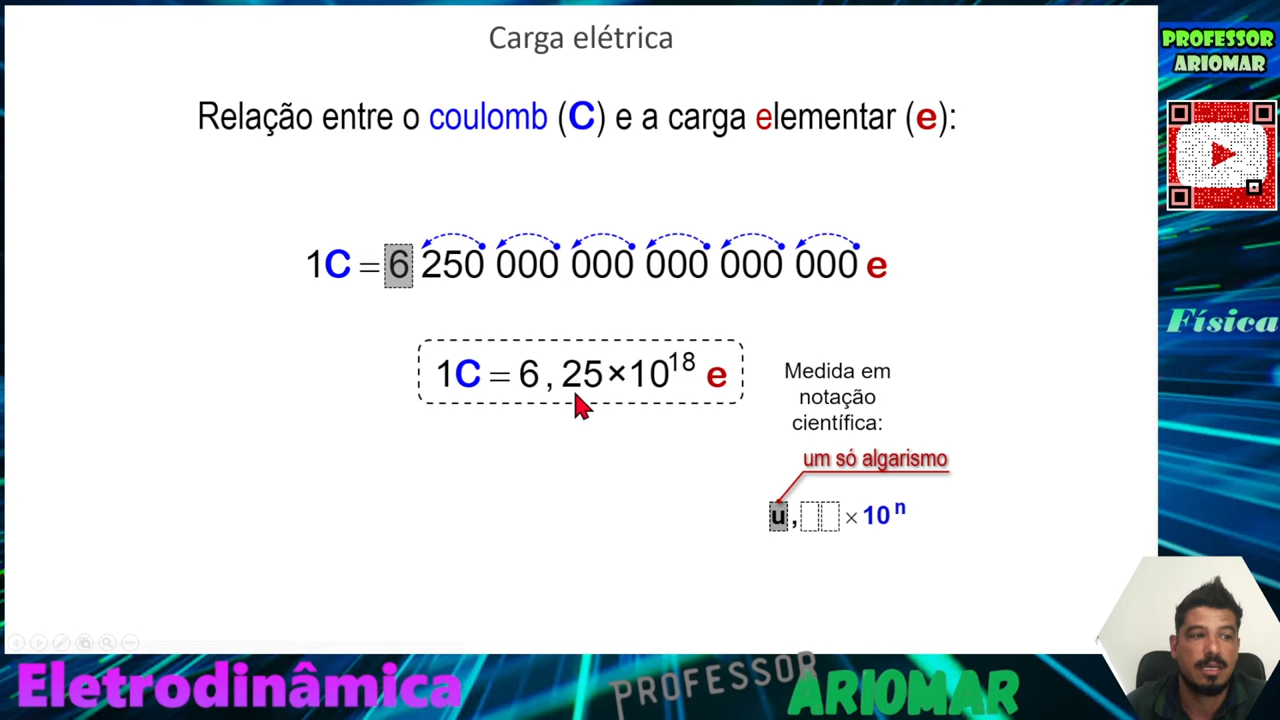 Carga elétrica
PROFESSOR
ARIOMAR
Relação entre o coulomb (C) e a carga elementar (e):
1C = 6 250 000 000 000 000 000 e
Física
1C = 6,25×10¹⁸ e
Medida em
notação
científica:
um só algarismo
u, × 10ⁿ
Eletrodinâmica
PROFESSOR
ARIOMAR